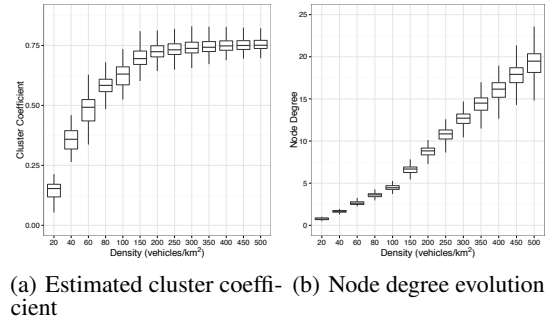 0.75
0.50
0.25
0.00
Cluster Coefficient
20 40 60 80 100 150 200 250 300 350 400 450 500
Density (vehicles/km²)
25
20
15
10
5
0
Node Degree
20 40 60 80 100 150 200 250 300 350 400 450 500
Density (vehicles/km²)
(a) Estimated cluster coeffi-
cient
(b) Node degree evolution